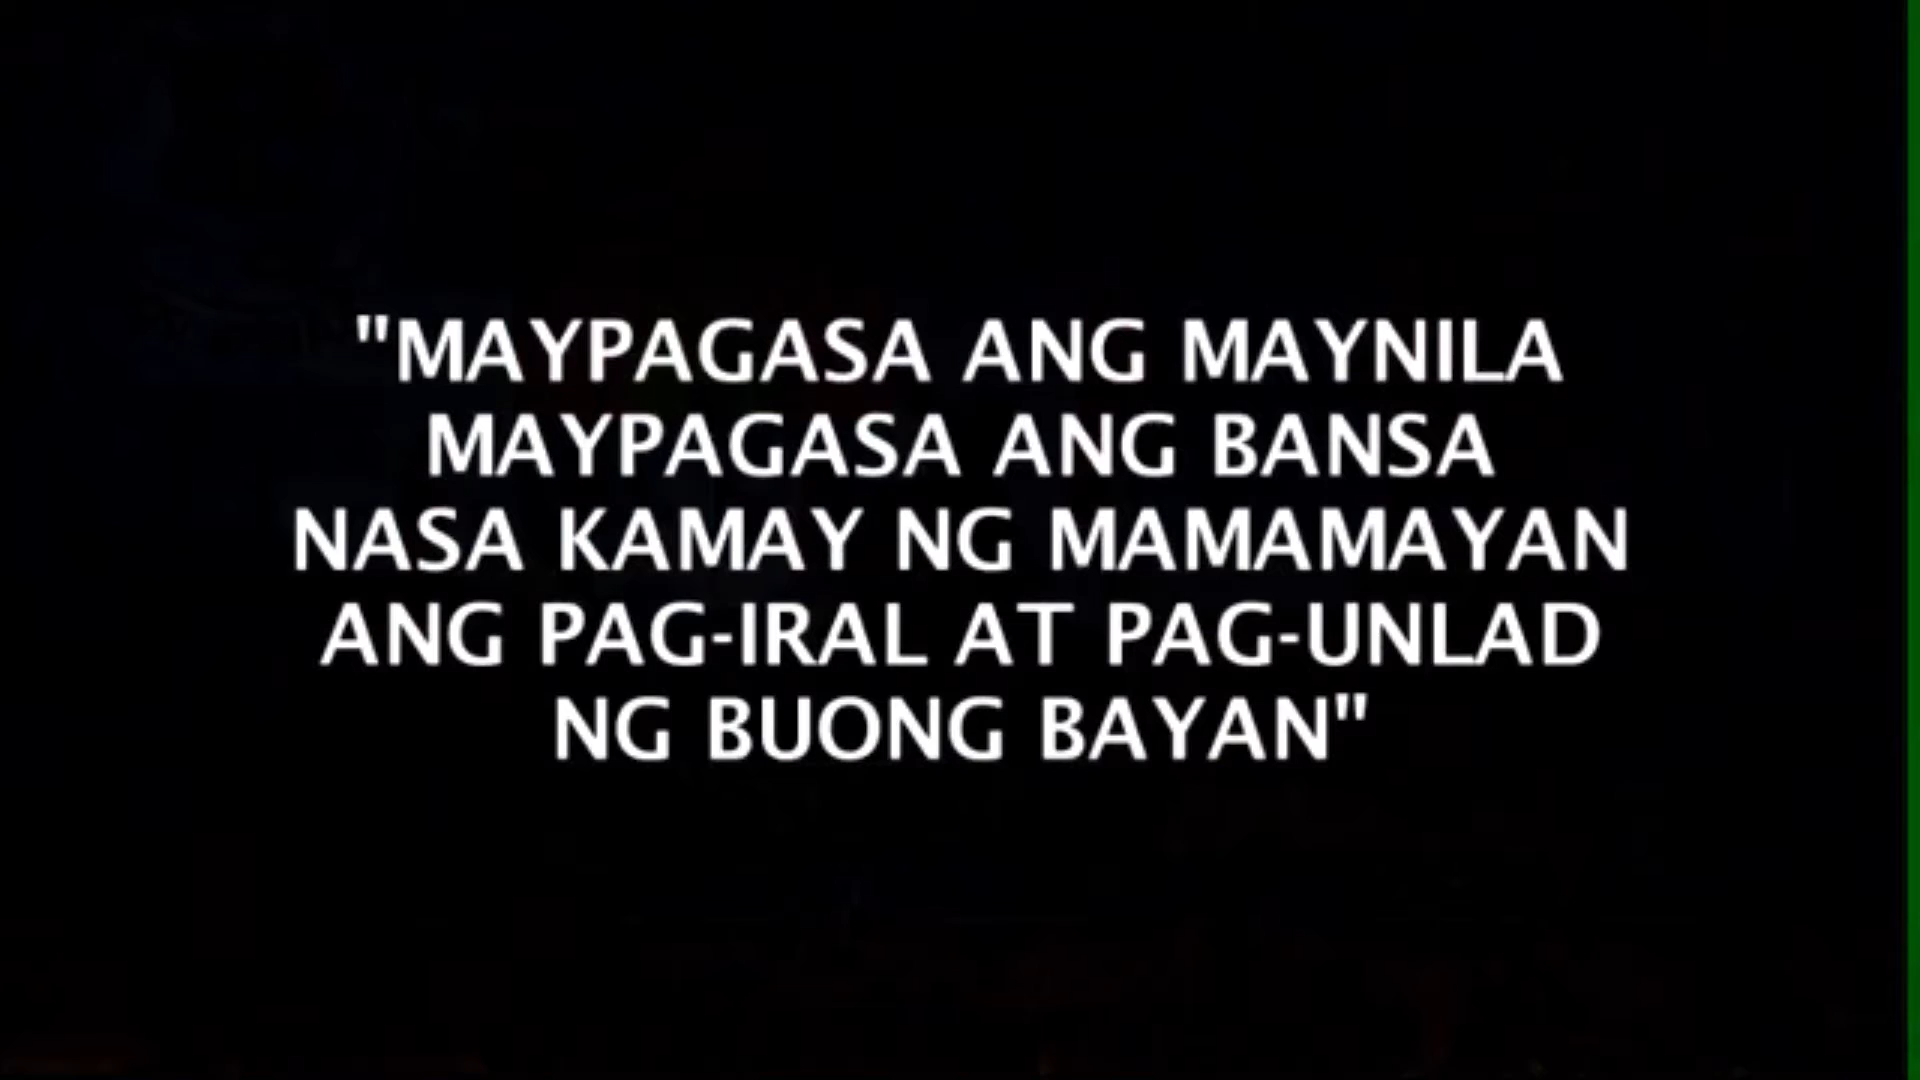 "MAYPAGASA ANG MAYNILA
MAYPAGASA ANG BANSA
NASA KAMAY NG MAMAMAYAN
ANG PAG-IRAL AT PAG-UNLAD
NG BUONG BAYAN"